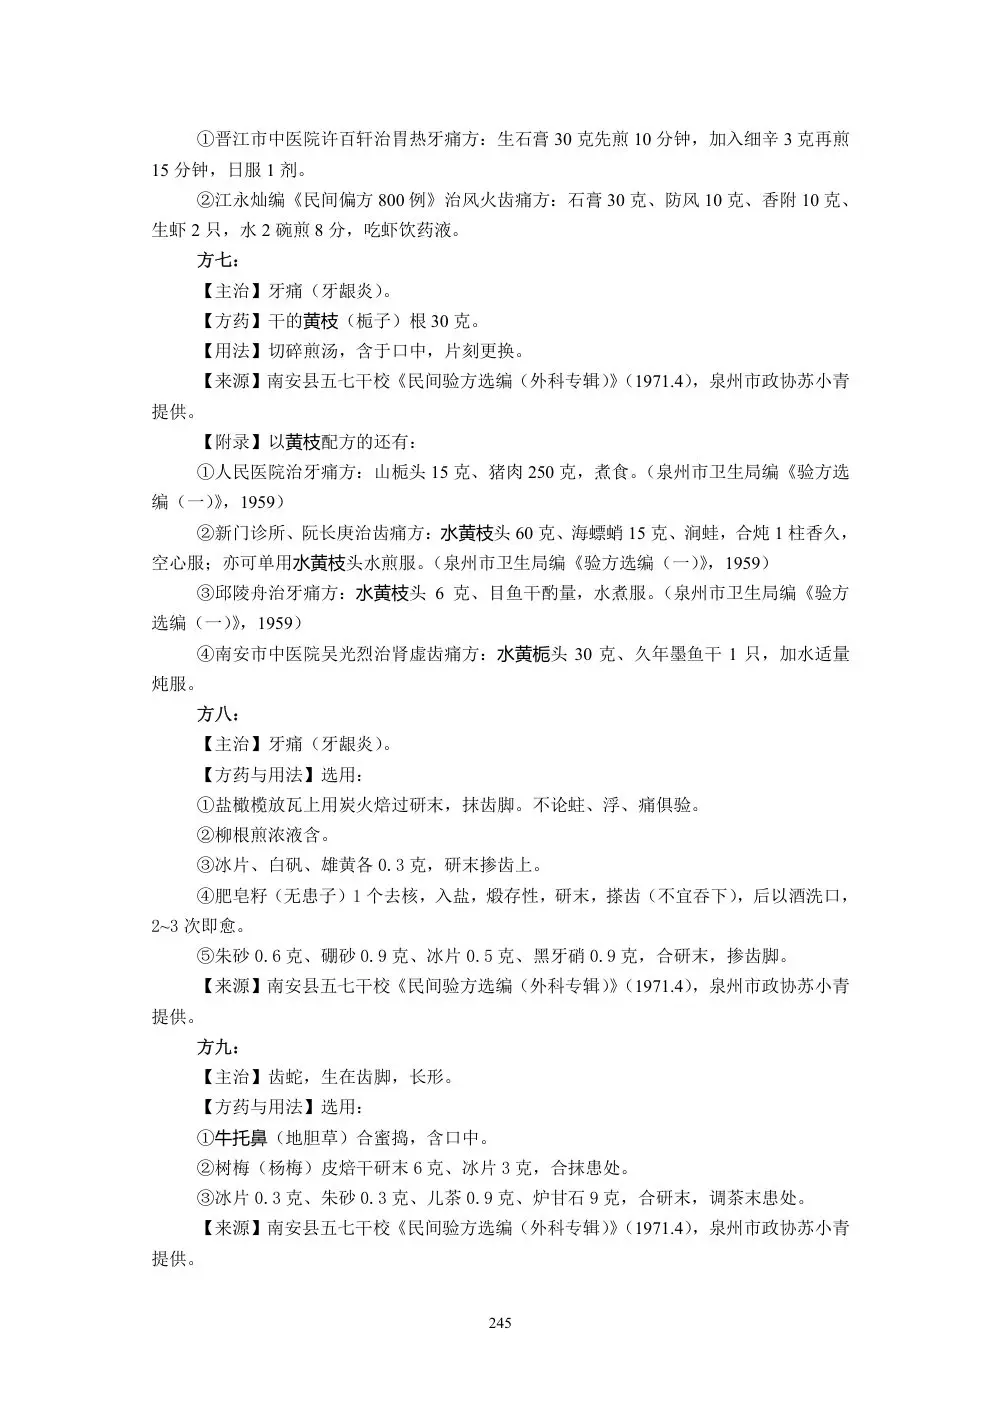 ①晋江市中医院许百轩治胃热牙痛方：生石膏 30 克先煎 10 分钟，加入细辛 3 克再煎
15 分钟，日服 1 剂。
②江永灿编《民间偏方 800 例》治风火齿痛方：石膏 30 克、防风 10 克、香附 10 克、
生虾 2 只，水 2 碗煎 8 分，吃虾饮药液。
方七：
【主治】牙痛（牙龈炎）。
【方药】干的黄枝（栀子）根 30 克。
【用法】切碎煎汤，含于口中，片刻更换。
【来源】南安县五七干校《民间验方选编（外科专辑）》（1971.4），泉州市政协苏小青
提供。
【附录】以黄枝配方的还有：
①人民医院治牙痛方：山栀头 15 克、猪肉 250 克，煮食。（泉州市卫生局编《验方选
编（一）》，1959）
②新门诊所、阮长庚治齿痛方：水黄枝头 60 克、海螵蛸 15 克、涧蛙，合炖 1 柱香久，
空心服；亦可单用水黄枝头水煎服。（泉州市卫生局编《验方选编（一）》，1959）
③邱陵舟治牙痛方：水黄枝头 6 克、目鱼干酌量，水煮服。（泉州市卫生局编《验方
选编（一）》，1959）
④南安市中医院吴光烈治肾虚齿痛方：水黄栀头 30 克、久年墨鱼干 1 只，加水适量
炖服。
方八：
【主治】牙痛（牙龈炎）。
【方药与用法】选用：
①盐橄榄放瓦上用炭火焙过研末，抹齿脚。不论蛀、浮、痛俱验。
②柳根煎浓液含。
③冰片、白矾、雄黄各 0.3 克，研末掺齿上。
④肥皂籽（无患子）1 个去核，入盐，煅存性，研末，搽齿（不宜吞下），后以酒洗口，
2~3 次即愈。
⑤朱砂 0.6 克、硼砂 0.9 克、冰片 0.5 克、黑牙硝 0.9 克，合研末，掺齿脚。
【来源】南安县五七干校《民间验方选编（外科专辑）》（1971.4），泉州市政协苏小青
提供。
方九：
【主治】齿蛇，生在齿脚，长形。
【方药与用法】选用：
①牛托鼻（地胆草）合蜜捣，含口中。
②树梅（杨梅）皮焙干研末 6 克、冰片 3 克，合抹患处。
③冰片 0.3 克、朱砂 0.3 克、儿茶 0.9 克、炉甘石 9 克，合研末，调茶末患处。
【来源】南安县五七干校《民间验方选编（外科专辑）》（1971.4），泉州市政协苏小青
提供。
245